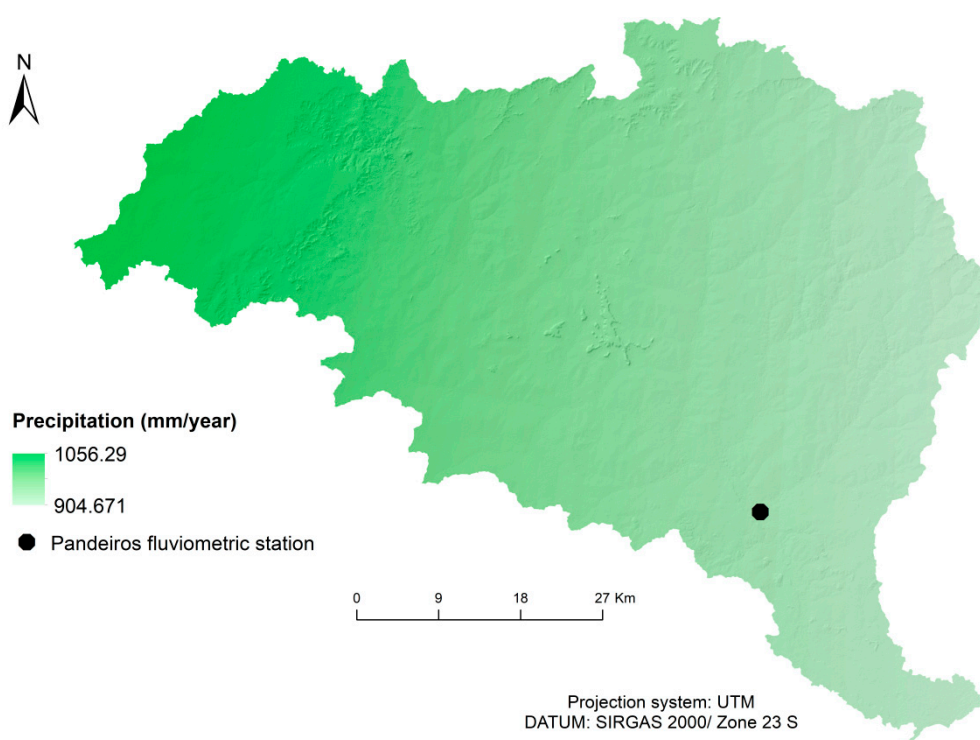 N
Precipitation (mm/year)
1056.29
904.671
Pandeiros fluviometric station
0 9 18 27 Km
Projection system: UTM
DATUM: SIRGAS 2000/ Zone 23 S